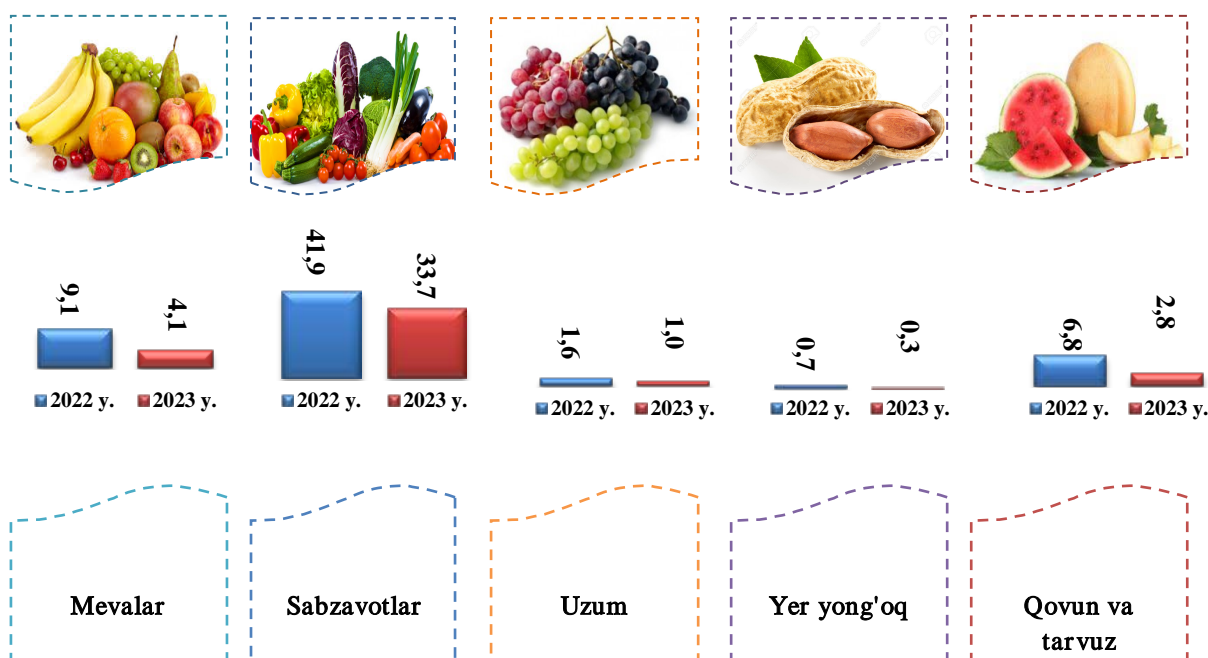 9,1
4,1
2022 y.
2023 y.
41,9
33,7
2022 y.
2023 y.
1,6
1,0
2022 y.
2023 y.
0,7
0,3
2022 y.
2023 y.
6,8
2,8
2022 y.
2023 y.
Mevalar
Sabzavotlar
Uzum
Yer yong'oq
Qovun va
tarvuz